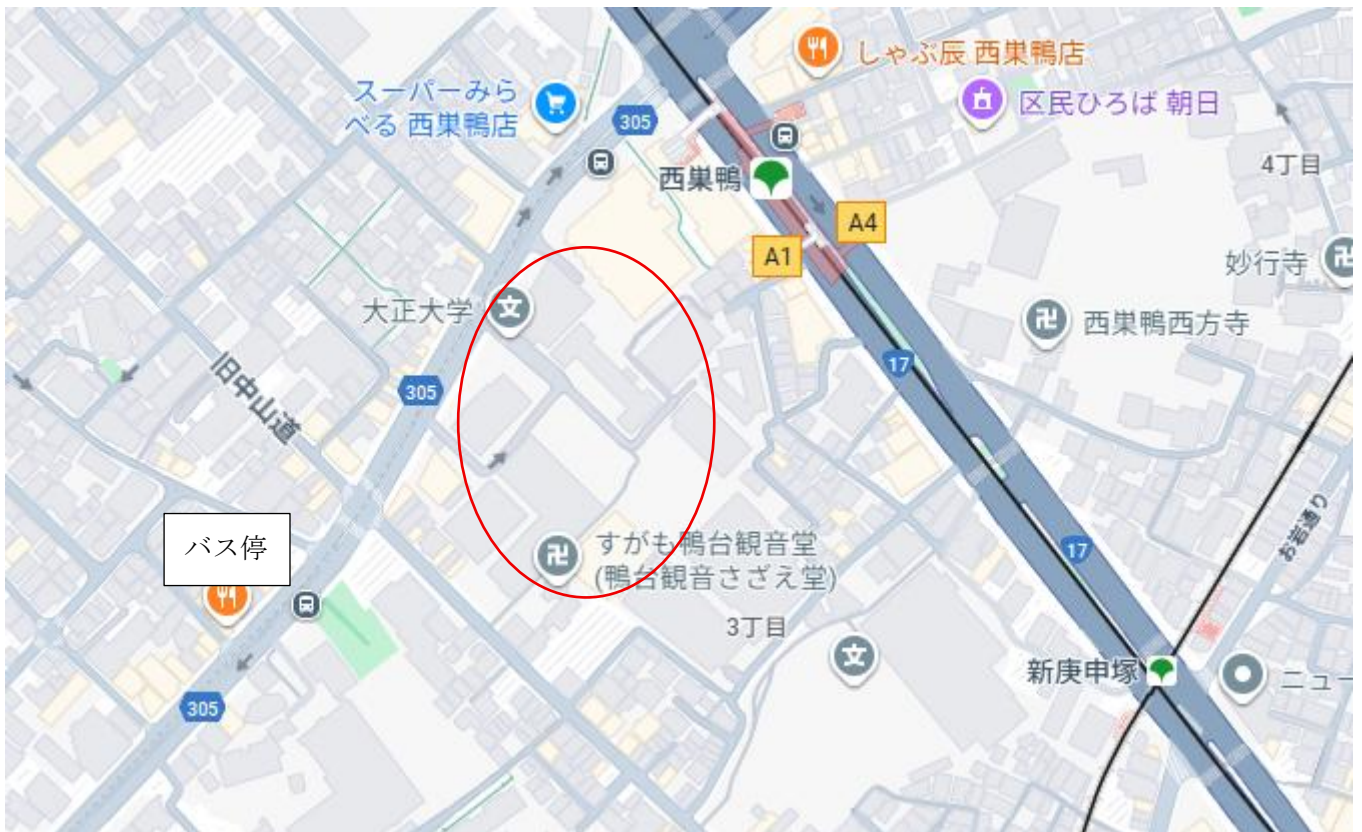 スーパーみら
べる 西巣鴨店
305
しゃぶ辰 西巣鴨店
区民ひろば 朝日
4丁目
西巣鴨
A4
A1
妙行寺
大正大学
西巣鴨西方寺
旧中山道
305
17
お岩通り
バス停
すがも鴨台観音堂
(鴨台観音さざえ堂)
17
3丁目
新庚申塚
ニュー
305